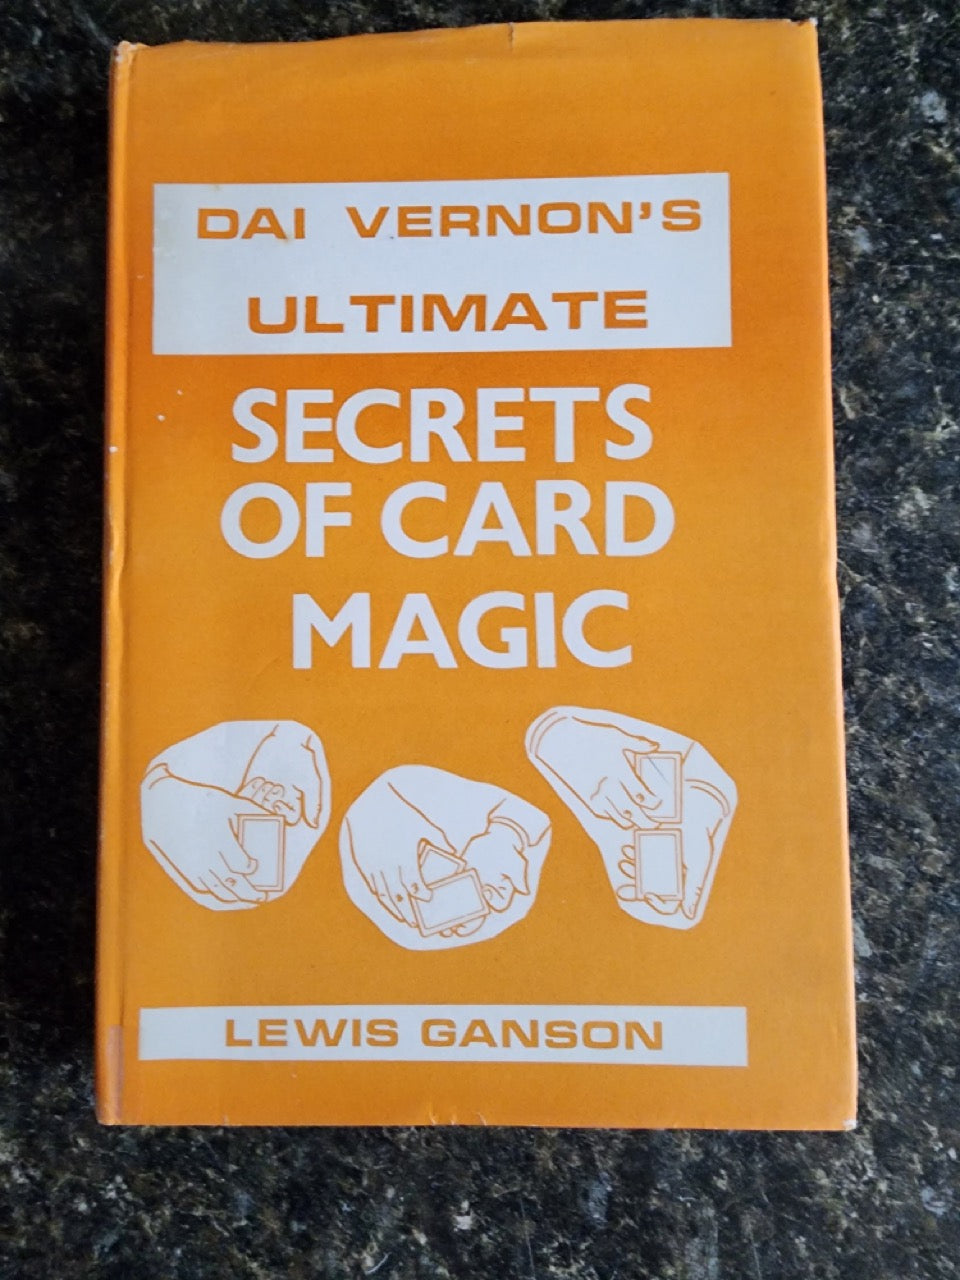 DAI VERNON'S
ULTIMATE
SECRETS
OF CARD
MAGIC
LEWIS GANSON